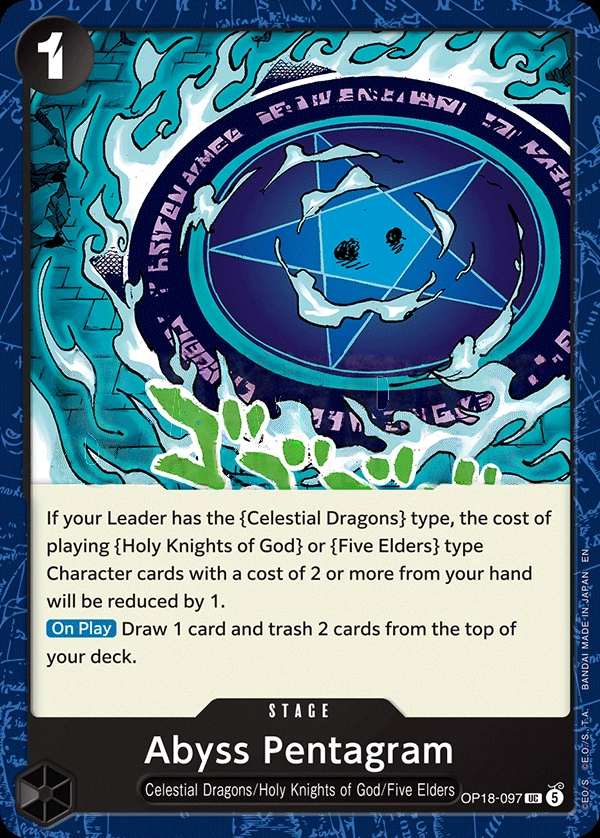 1
If your Leader has the {Celestial Dragons} type, the cost of
playing {Holy Knights of God} or {Five Elders} type
Character cards with a cost of 2 or more from your hand
will be reduced by 1.
On Play Draw 1 card and trash 2 cards from the top of
your deck.
STAGE
Abyss Pentagram
Celestial Dragons/Holy Knights of God/Five Elders
OP18-097 UC 5
©E.O/S. ©E.O./S.,T.A. BANDAI MADE IN JAPAN EN